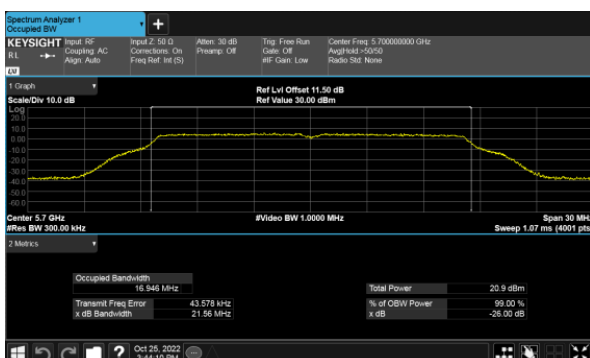 Spectrum Analyzer 1
Occupied BW
+
KEYSIGHT Input: RF Input Z: 50 Ω Atten: 30 dB Trig: Free Run Center Freq: 5.700000000 GHz
R L Coupling: AC Corrections: On Preamp: Off Gate: Off Avg|Hold:>50/50
Align: Auto Freq Ref: Int (S) #IF Gain: Low Radio Std: None
LXI
1 Graph Ref Lvl Offset 11.50 dB
Scale/Div 10.0 dB Ref Value 30.00 dBm
Log
20.0
10.0
0.00
-10.0
-20.0
-30.0
-40.0
-50.0
-60.0
Center 5.7 GHz #Video BW 1.0000 MHz Span 30 MHz
#Res BW 300.00 kHz Sweep 1.07 ms (4001 pts)
2 Metrics
Occupied Bandwidth
16.946 MHz Total Power 20.9 dBm
Transmit Freq Error 43.578 kHz % of OBW Power 99.00 %
x dB Bandwidth 21.56 MHz x dB -26.00 dB
? Oct 25, 2022
3:44:10 PM